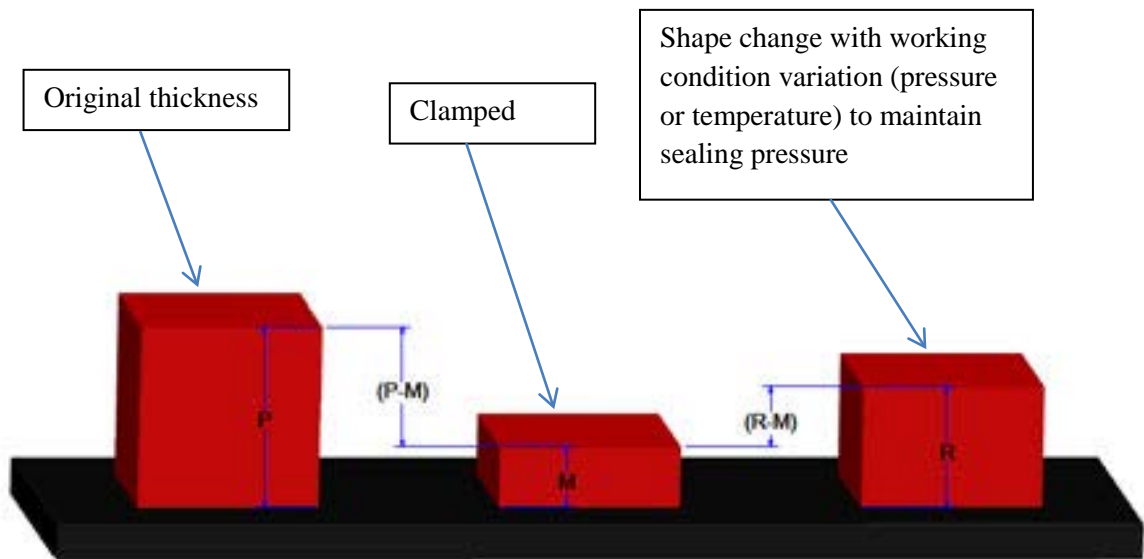 Original thickness
Clamped
Shape change with working
condition variation (pressure
or temperature) to maintain
sealing pressure
P
(P-M)
M
(R-M)
R